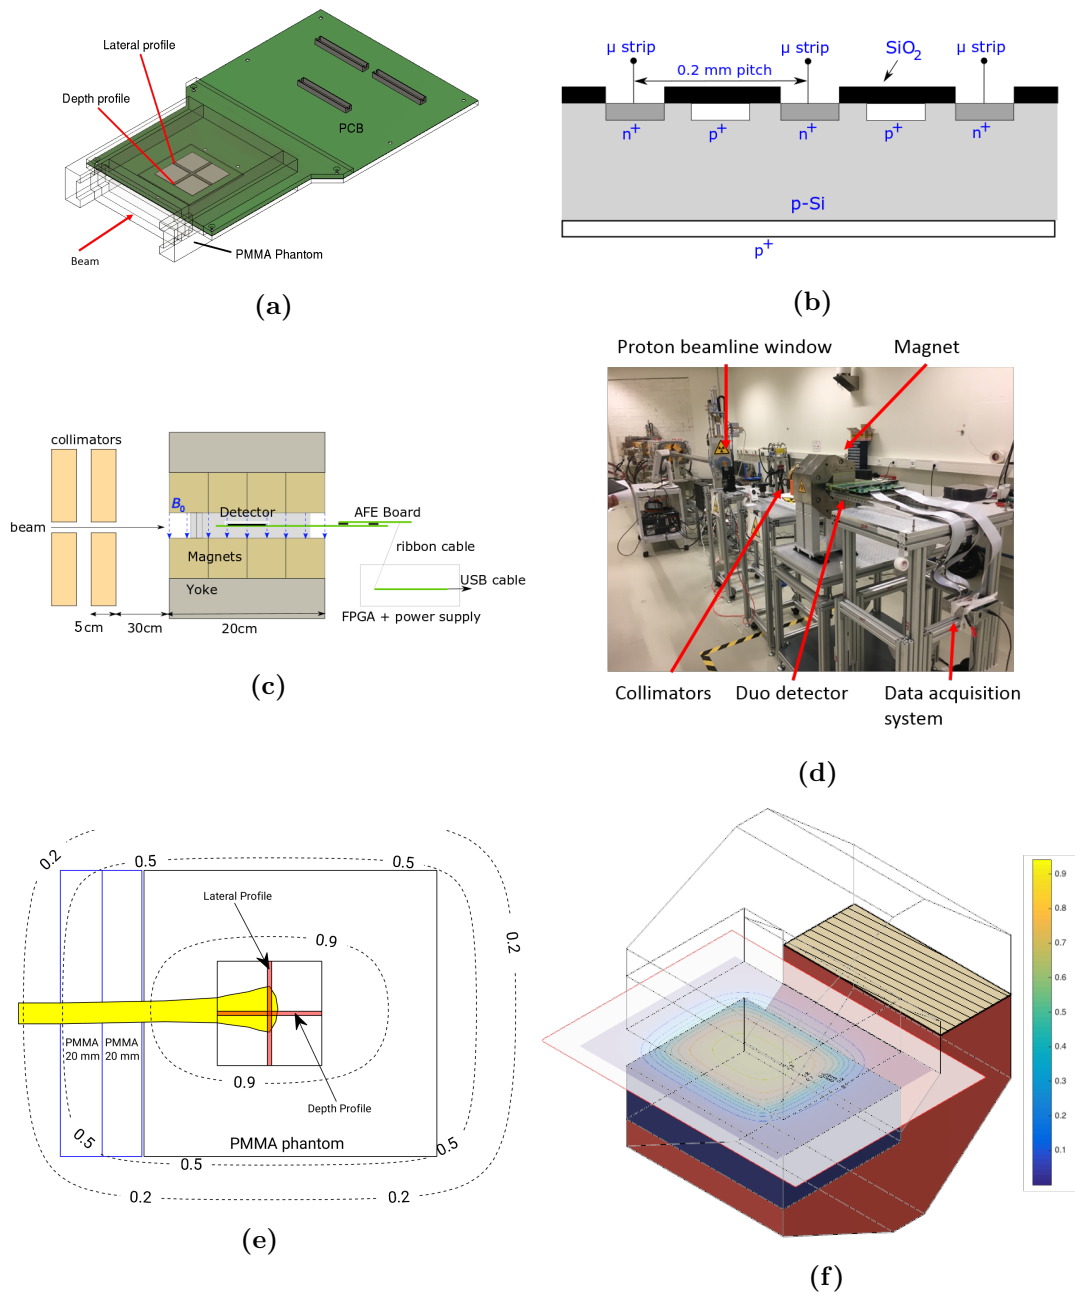 Lateral profile
Depth profile
PCB
Beam
PMMA Phantom
(a)
μ strip
μ strip
SiO2
μ strip
0.2 mm pitch
n+
p+
n+
p+
n+
p-Si
p+
(b)
collimators
B0
beam
Detector
AFE Board
Magnets
ribbon cable
Yoke
USB cable
FPGA + power supply
5cm
30cm
20cm
(c)
Proton beamline window
Magnet
Collimators
Duo detector
Data acquisition
system
(d)
0.2
0.5
0.5
Lateral Profile
0.9
0.2
PMMA
20 mm
PMMA
20 mm
0.9
Depth Profile
0.5
PMMA phantom
0.5
0.5
0.2
0.2
(e)
0.9
0.8
0.7
0.6
0.5
0.4
0.3
0.2
0.1
(f)